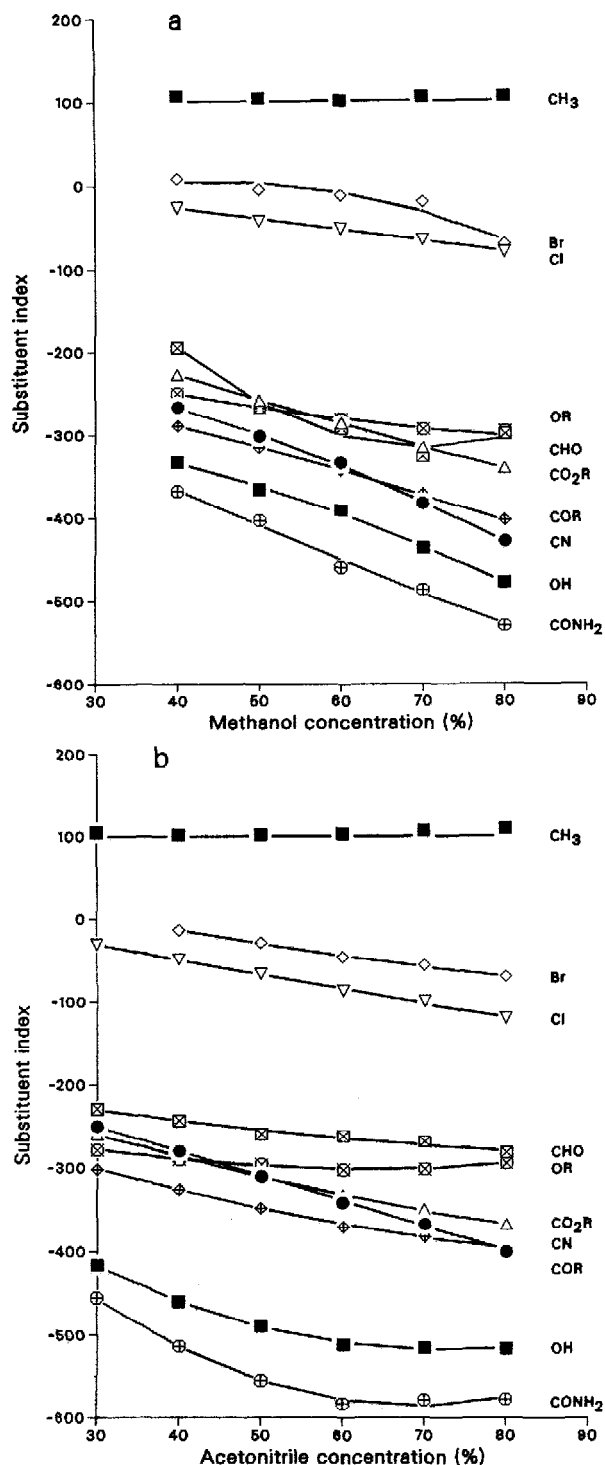 a
200
100
0
-100
-200
-300
-400
-500
-600
Substituent index
CH3
Br
Cl
OR
CHO
CO2R
COR
CN
OH
CONH2
30 40 50 60 70 80 90
Methanol concentration (%)
b
200
100
0
-100
-200
-300
-400
-500
-600
Substituent index
CH3
Br
Cl
CHO
OR
CO2R
CN
COR
OH
CONH2
30 40 50 60 70 80 90
Acetonitrile concentration (%)